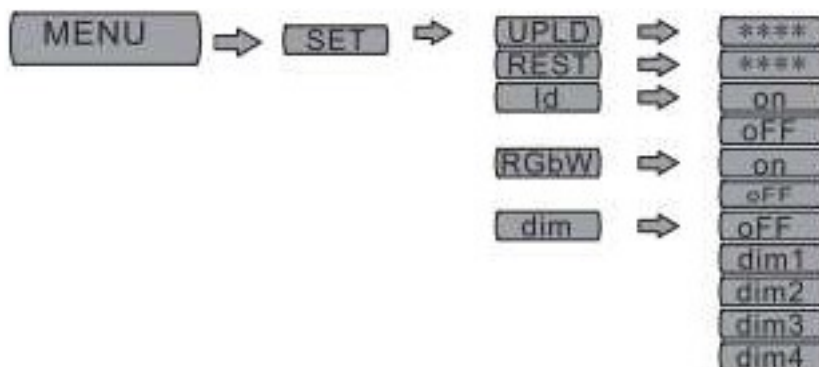 MENU SET UPLD ****
REST ****
Id on
oFF
RGbW on
oFF
dim oFF
dim1
dim2
dim3
dim4